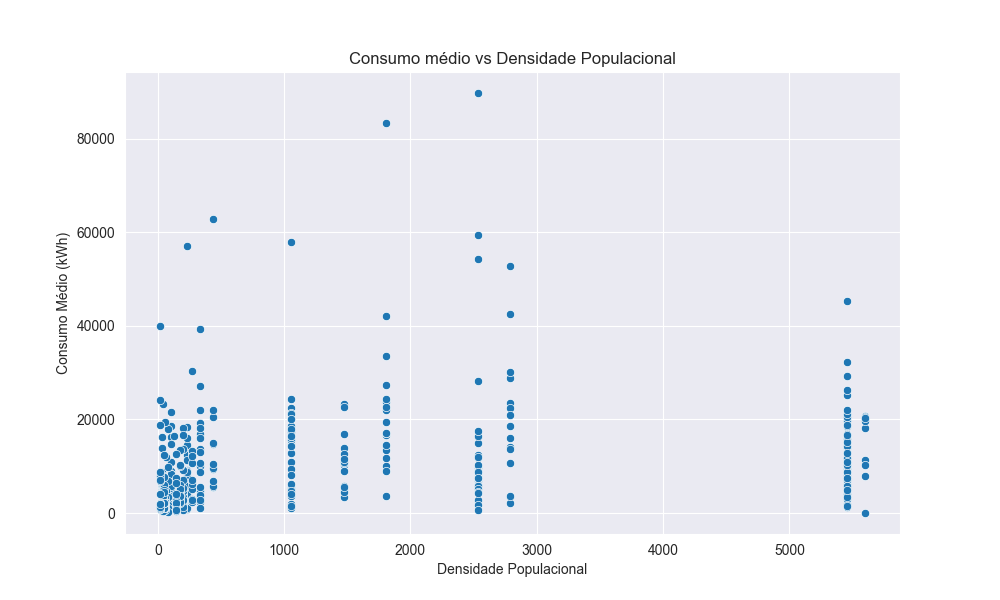 Consumo médio vs Densidade Populacional
80000
60000
40000
20000
0
Consumo Médio (kWh)
0 1000 2000 3000 4000 5000
Densidade Populacional